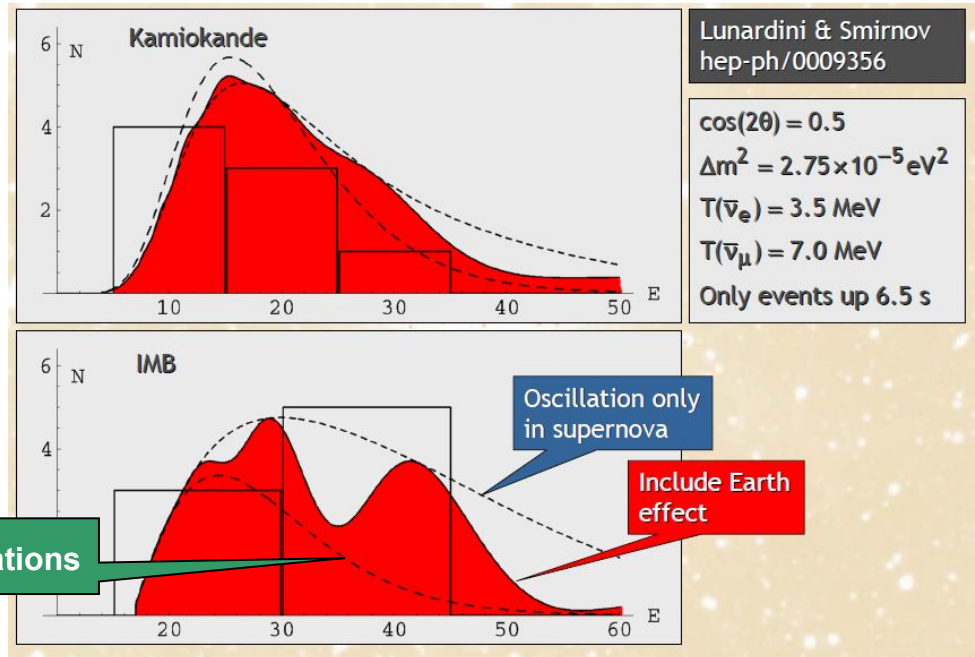 Kamiokande
6
N
4
2
10 20 30 40 50 E
Lunardini & Smirnov
hep-ph/0009356
cos(2θ) = 0.5
Δm² = 2.75×10⁻⁵eV²
T(ν̅ₑ) = 3.5 MeV
T(ν̅μ) = 7.0 MeV
Only events up 6.5 s
IMB
6
N
4
Oscillation only
in supernova
Include Earth
effect
20 30 40 50 60 E